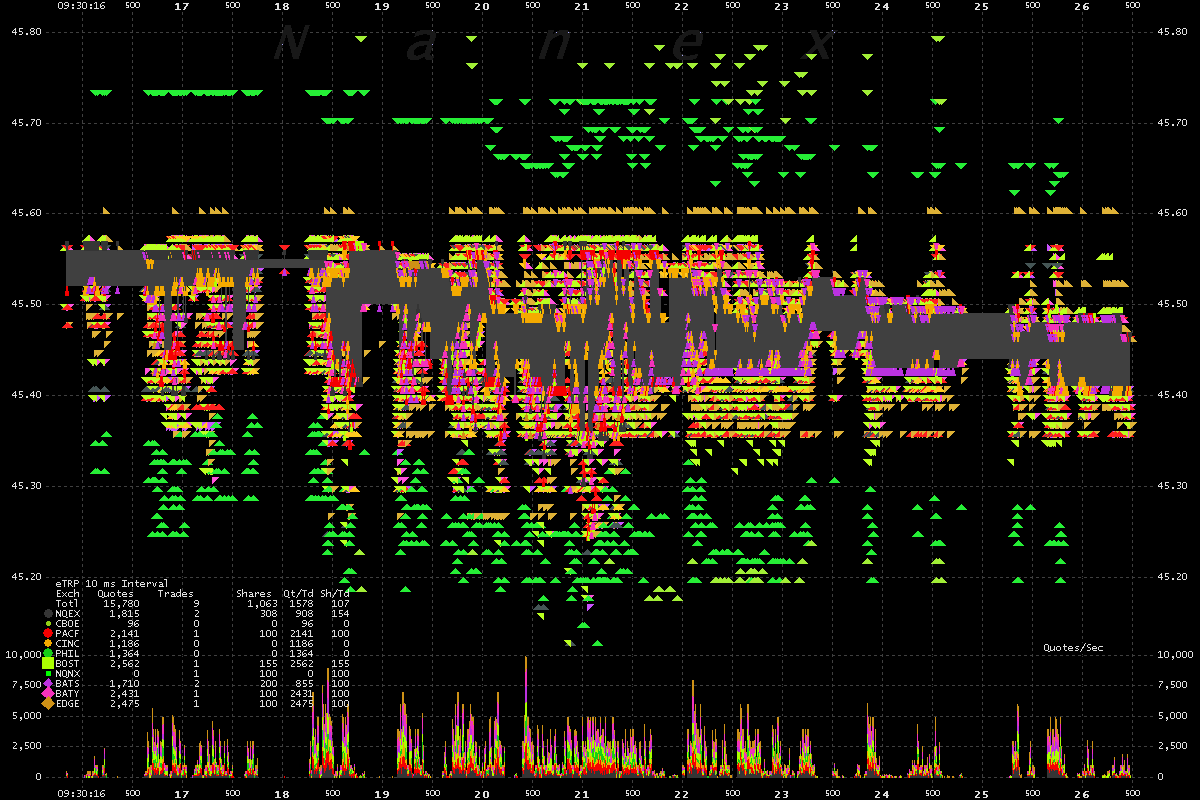 09:30:16 500 17 500 18 500 19 500 20 500 21 500 22 500 23 500 24 500 25 500 26 500
45.80 N a n e x 45.80
45.70 45.70
45.60 45.60
45.50 45.50
45.40 45.40
45.30 45.30
45.20 45.20
eTRP 10 ms Interval
Exch Quotes Trades Shares Qt/Td Sh/Td
Totl 15,780 9 1,063 1578 107
NQEX 1,815 2 308 908 154
CBOE 96 0 0 96 0
PACF 2,141 1 100 2141 100
CINC 1,186 0 0 1186 0
PHIL 1,364 0 0 1364 0
Quotes/Sec
10,000 10,000
BOST 2,562 1 155 2562 155
NQNX 0 1 100 0 100
7,500 7,500
BATS 1,710 2 200 855 100
BATY 2,431 1 100 2431 100
EDGE 2,475 1 100 2475 100
5,000 5,000
2,500 2,500
0 0
09:30:16 500 17 500 18 500 19 500 20 500 21 500 22 500 23 500 24 500 25 500 26 500